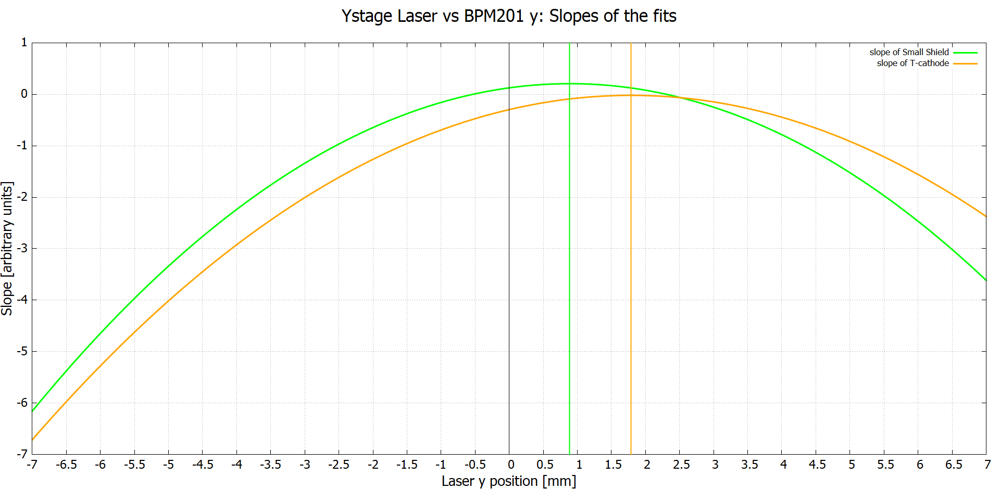 Ystage Laser vs BPM201 y: Slopes of the fits
slope of Small Shield
slope of T-cathode
1
0
-1
-2
-3
-4
-5
-6
-7
Slope [arbitrary units]
-7 -6.5 -6 -5.5 -5 -4.5 -4 -3.5 -3 -2.5 -2 -1.5 -1 -0.5 0 0.5 1 1.5 2 2.5 3 3.5 4 4.5 5 5.5 6 6.5 7
Laser y position [mm]